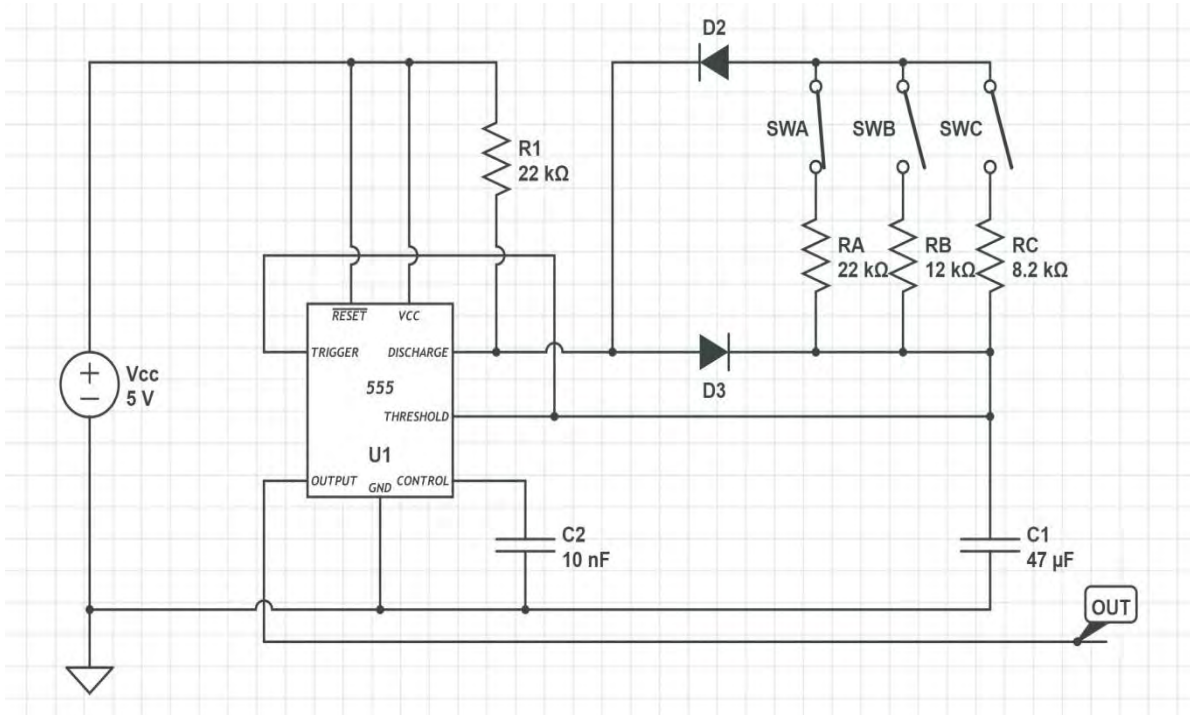 D2
SWA
SWB
SWC
R1
22 kΩ
RA
22 kΩ
RB
12 kΩ
RC
8.2 kΩ
RESET
VCC
TRIGGER
DISCHARGE
555
THRESHOLD
U1
OUTPUT
GND
CONTROL
D3
+
−
Vcc
5 V
C2
10 nF
C1
47 µF
OUT